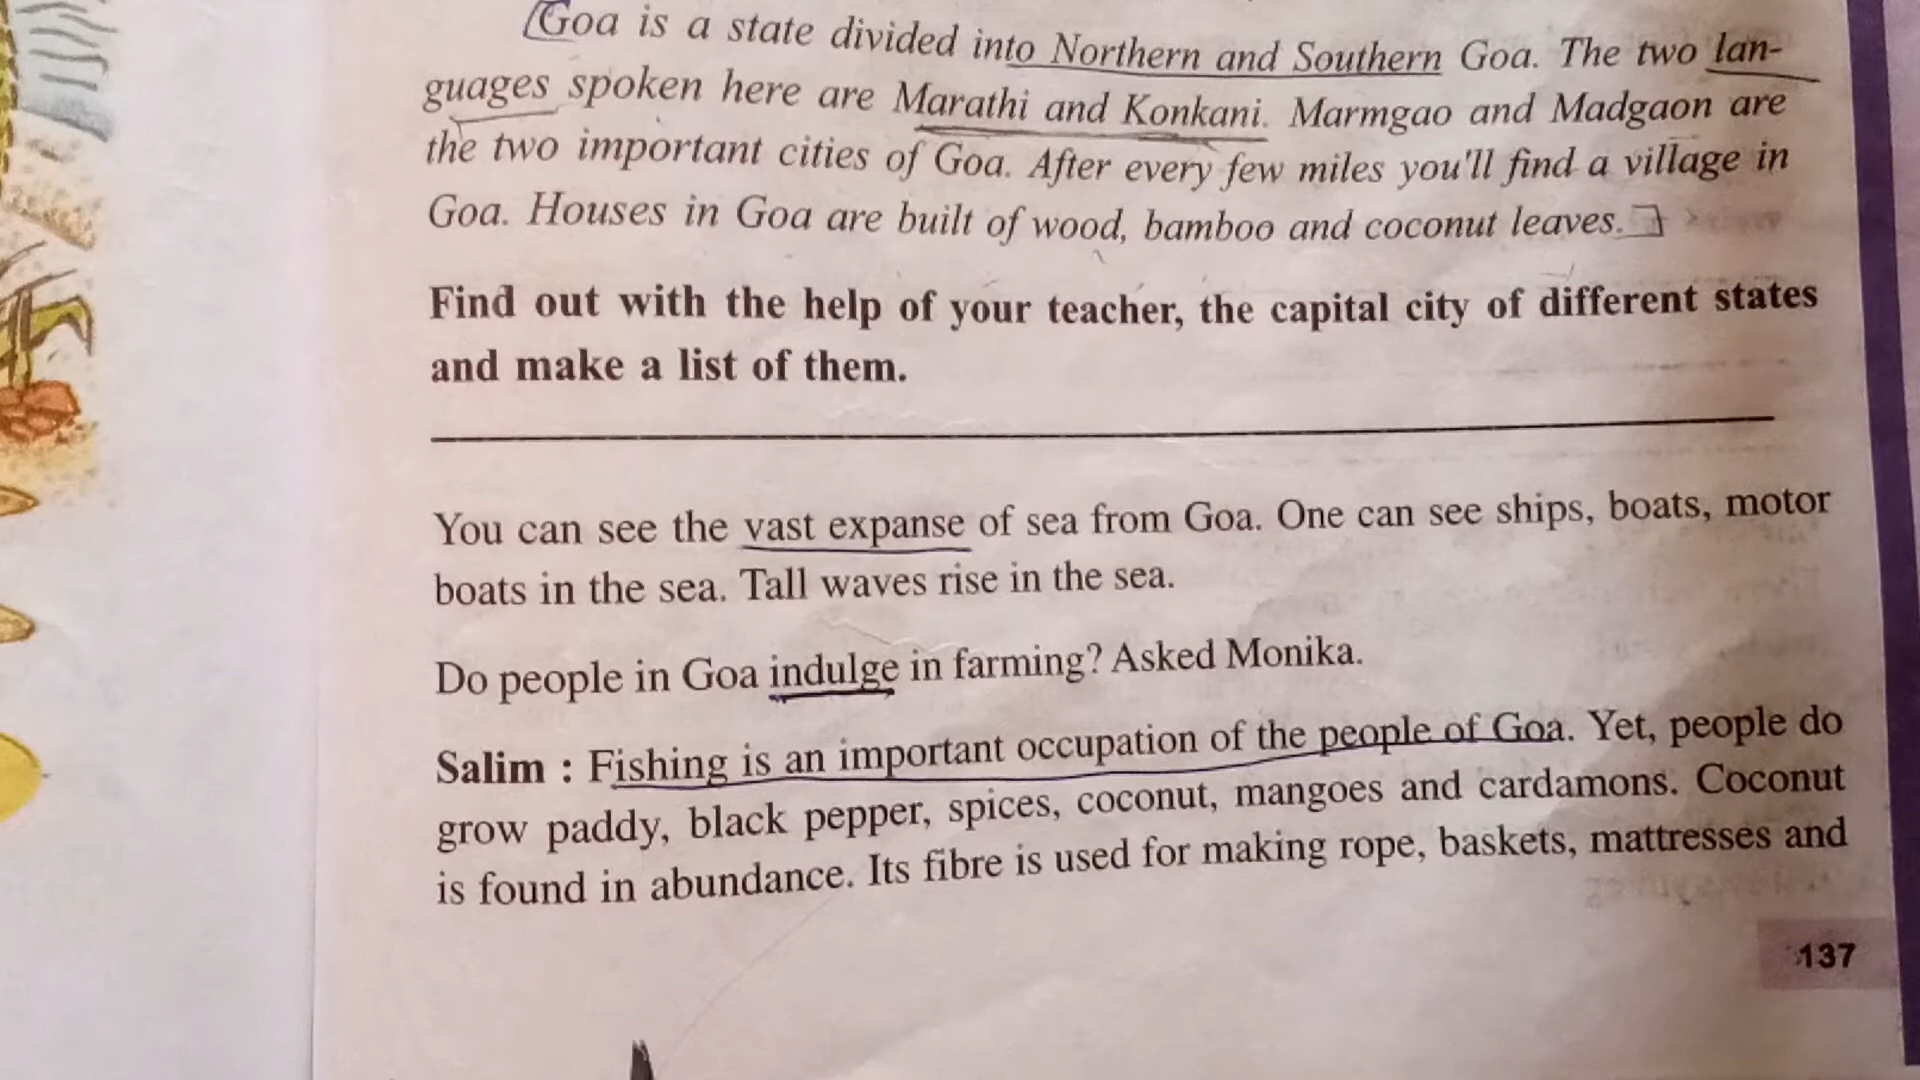 Goa is a state divided into Northern and Southern Goa. The two lan-
guages spoken here are Marathi and Konkani. Marmgao and Madgaon are
the two important cities of Goa. After every few miles you'll find a village in
Goa. Houses in Goa are built of wood, bamboo and coconut leaves.
Find out with the help of your teacher, the capital city of different states
and make a list of them.
You can see the vast expanse of sea from Goa. One can see ships, boats, motor
boats in the sea. Tall waves rise in the sea.
Do people in Goa indulge in farming? Asked Monika.
Salim : Fishing is an important occupation of the people of Goa. Yet, people do
grow paddy, black pepper, spices, coconut, mangoes and cardamons. Coconut
is found in abundance. Its fibre is used for making rope, baskets, mattresses and
137